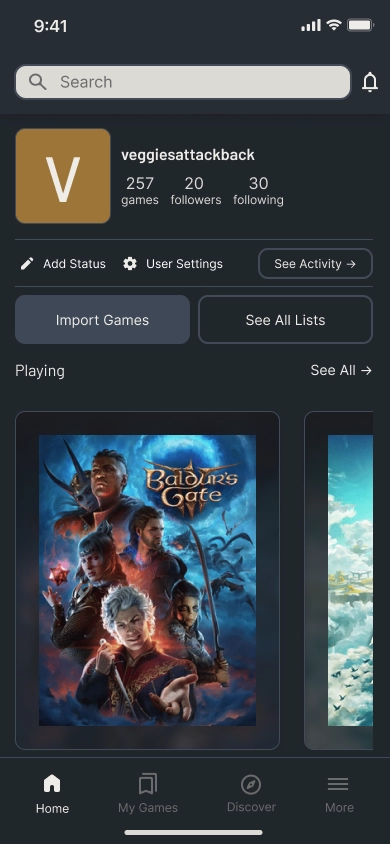 9:41
Search
V
veggiesattackback
257 20 30
games followers following
Add Status User Settings See Activity →
Import Games See All Lists
Playing See All →
Baldur's
Gate
Home My Games Discover More